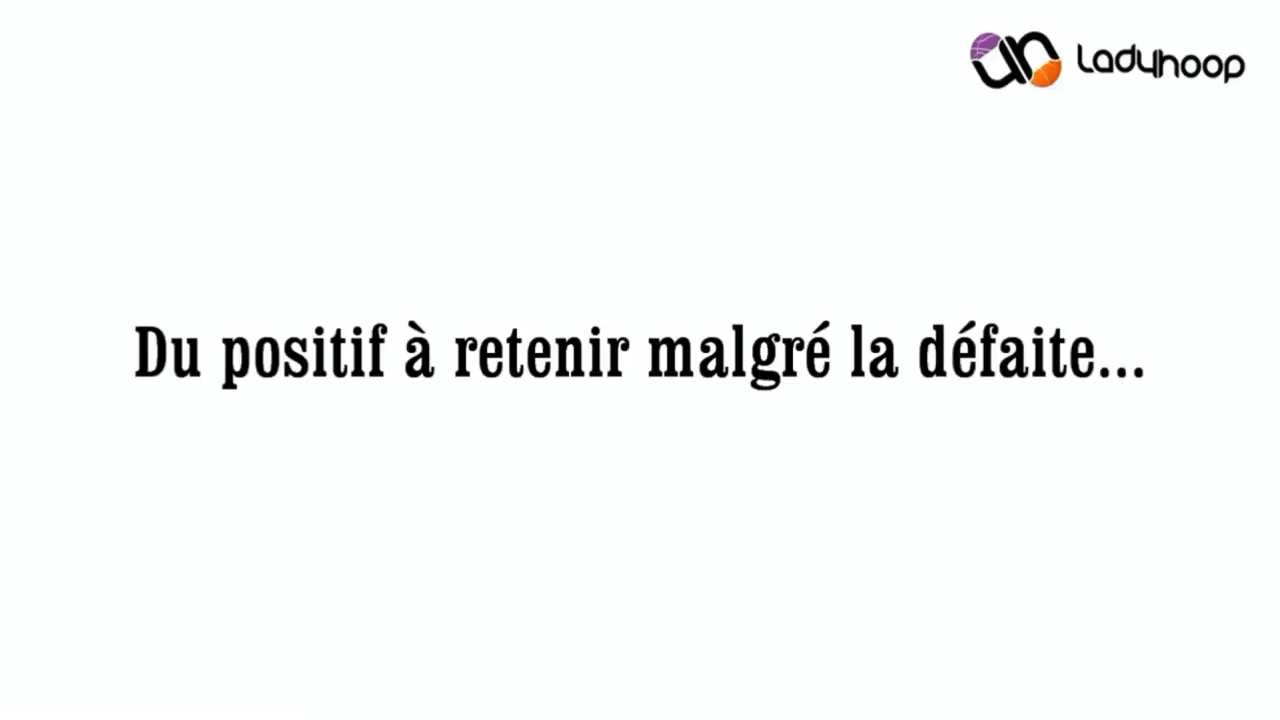 Ladyhoop
Du positif à retenir malgré la défaite...